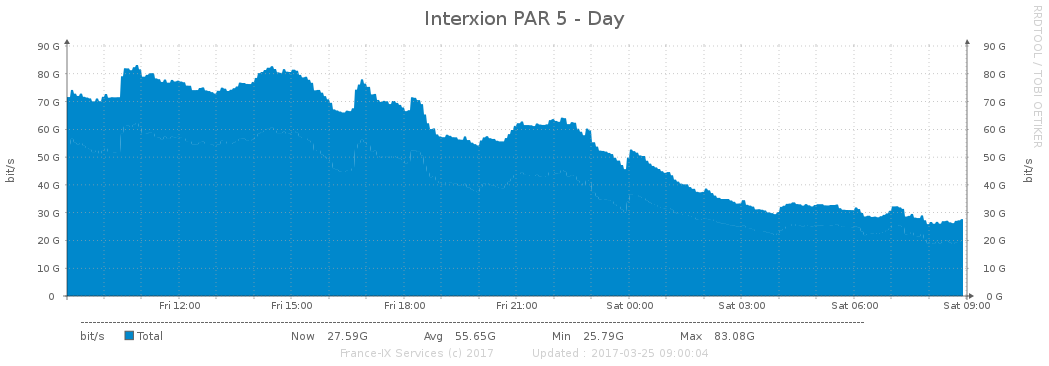 Interxion PAR 5 - Day
RRDTOOL / TOBI OETIKER
90 G 90 G
80 G 80 G
70 G 70 G
60 G 60 G
50 G 50 G
40 G 40 G
30 G 30 G
20 G 20 G
10 G 10 G
0 0 G
bit/s bit/s
Fri 12:00 Fri 15:00 Fri 18:00 Fri 21:00 Sat 00:00 Sat 03:00 Sat 06:00 Sat 09:00
bit/s Total Now 27.59G Avg 55.65G Min 25.79G Max 83.08G
France-IX Services (c) 2017 Updated : 2017-03-25 09:00:04